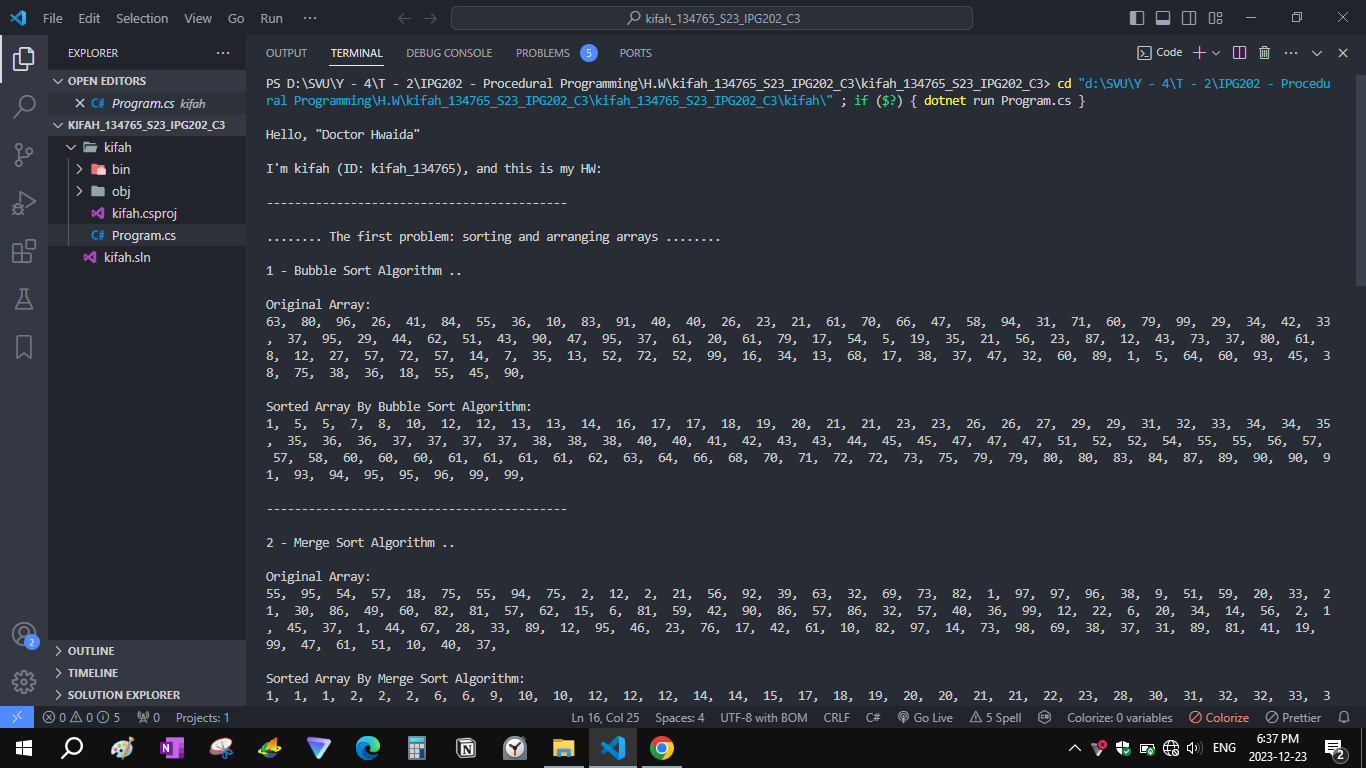 File Edit Selection View Go Run ··· kifah_134765_S23_IPG202_C3
EXPLORER ···
OPEN EDITORS
C# Program.cs kifah
KIFAH_134765_S23_IPG202_C3
kifah
bin
obj
kifah.csproj
C# Program.cs
kifah.sln
OUTLINE
TIMELINE
SOLUTION EXPLORER
2
OUTPUT TERMINAL DEBUG CONSOLE PROBLEMS 5 PORTS Code
PS D:\SVU\Y - 4\T - 2\IPG202 - Procedural Programming\H.W\kifah_134765_S23_IPG202_C3\kifah_134765_S23_IPG202_C3> cd "d:\SVU\Y - 4\T - 2\IPG202 - Procedu
ral Programming\H.W\kifah_134765_S23_IPG202_C3\kifah_134765_S23_IPG202_C3\kifah\" ; if ($?) { dotnet run Program.cs }
Hello, "Doctor Hwaida"
I'm kifah (ID: kifah_134765), and this is my HW:
-------------------------------------------
........ The first problem: sorting and arranging arrays ........
1 - Bubble Sort Algorithm ..
Original Array:
63, 80, 96, 26, 41, 84, 55, 36, 10, 83, 91, 40, 40, 26, 23, 21, 61, 70, 66, 47, 58, 94, 31, 71, 60, 79, 99, 29, 34, 42, 33
, 37, 95, 29, 44, 62, 51, 43, 90, 47, 95, 37, 61, 20, 61, 79, 17, 54, 5, 19, 35, 21, 56, 23, 87, 12, 43, 73, 37, 80, 61,
8, 12, 27, 57, 72, 57, 14, 7, 35, 13, 52, 72, 52, 99, 16, 34, 13, 68, 17, 38, 37, 47, 32, 60, 89, 1, 5, 64, 60, 93, 45, 3
8, 75, 38, 36, 18, 55, 45, 90,
Sorted Array By Bubble Sort Algorithm:
1, 5, 5, 7, 8, 10, 12, 12, 13, 13, 14, 16, 17, 17, 18, 19, 20, 21, 21, 23, 23, 26, 26, 27, 29, 29, 31, 32, 33, 34, 34, 35
, 35, 36, 36, 37, 37, 37, 37, 38, 38, 38, 40, 40, 41, 42, 43, 43, 44, 45, 45, 47, 47, 47, 51, 52, 52, 54, 55, 55, 56, 57,
57, 58, 60, 60, 60, 61, 61, 61, 61, 62, 63, 64, 66, 68, 70, 71, 72, 72, 73, 75, 79, 79, 80, 80, 83, 84, 87, 89, 90, 90, 9
1, 93, 94, 95, 95, 96, 99, 99,
-------------------------------------------
2 - Merge Sort Algorithm ..
Original Array:
55, 95, 54, 57, 18, 75, 55, 94, 75, 2, 12, 2, 21, 56, 92, 39, 63, 32, 69, 73, 82, 1, 97, 97, 96, 38, 9, 51, 59, 20, 33, 2
1, 30, 86, 49, 60, 82, 81, 57, 62, 15, 6, 81, 59, 42, 90, 86, 57, 86, 32, 57, 40, 36, 99, 12, 22, 6, 20, 34, 14, 56, 2, 1
, 45, 37, 1, 44, 67, 28, 33, 89, 12, 95, 46, 23, 76, 17, 42, 61, 10, 82, 97, 14, 73, 98, 69, 38, 37, 31, 89, 81, 41, 19,
99, 47, 61, 51, 10, 40, 37,
Sorted Array By Merge Sort Algorithm:
1, 1, 1, 2, 2, 2, 6, 6, 9, 10, 10, 12, 12, 12, 14, 14, 15, 17, 18, 19, 20, 20, 21, 21, 22, 23, 28, 30, 31, 32, 32, 33, 3
0 0 5 0 Projects: 1 Ln 16, Col 25 Spaces: 4 UTF-8 with BOM CRLF C# Go Live 5 Spell Colorize: 0 variables Colorize Prettier
ENG 6:37 PM
2023-12-23 2